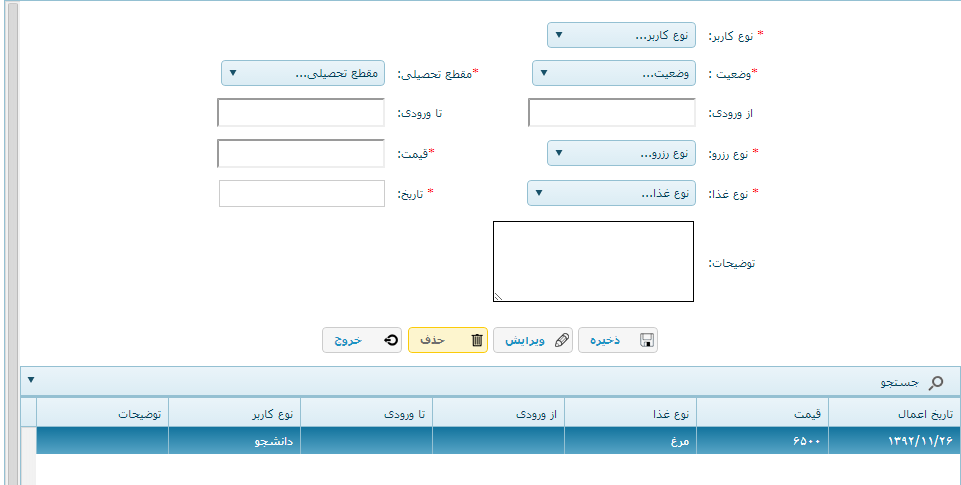 * نوع کاربر: نوع کاربر...
*وضعیت : وضعیت... *مقطع تحصیلی: مقطع تحصیلی...
از ورودی: تا ورودی:
* نوع رزرو: نوع رزرو... *قیمت:
* نوع غذا: نوع غذا... * تاریخ:
توضیحات:
ذخیره ویرایش حذف خروج
جستجو
تاریخ اعمال قیمت نوع غذا از ورودی تا ورودی نوع کاربر توضیحات
۱۳۹۲/۱۱/۲۶ ۶۵۰۰ مرغ دانشجو